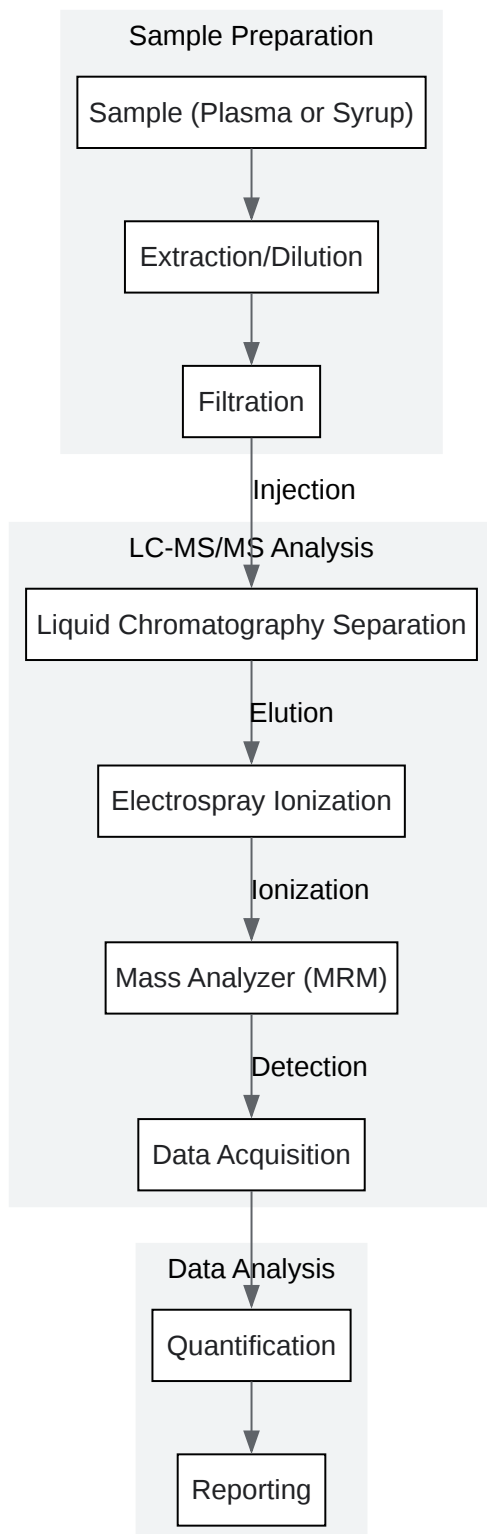 Sample Preparation
Sample (Plasma or Syrup)
Extraction/Dilution
Filtration
Injection
LC-MS/MS Analysis
Liquid Chromatography Separation
Elution
Electrospray Ionization
Ionization
Mass Analyzer (MRM)
Detection
Data Acquisition
Data Analysis
Quantification
Reporting